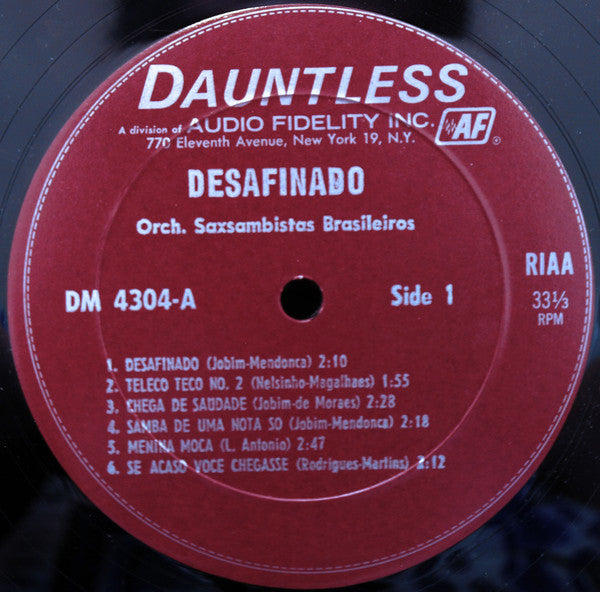 DAUNTLESS
A division of AUDIO FIDELITY INC. AF®
770 Eleventh Avenue, New York 19, N.Y.
DESAFINADO
Orch. Saxsambistas Brasileiros
RIAA
DM 4304-A Side 1 33⅓
RPM
1. DESAFINADO (Jobim-Mendonca) 2:10
2. TELECO TECO NO. 2 (Nelsinho-Magalhaes) 1:55
3. CHEGA DE SAUDADE (Jobim-de Moraes) 2:28
4. SAMBA DE UMA NOTA SO (Jobim-Mendonca) 2:18
5. MENINA MOCA (L. Antonio) 2:47
6. SE ACASO VOCE CHEGASSE (Rodrigues-Martins) 2:12